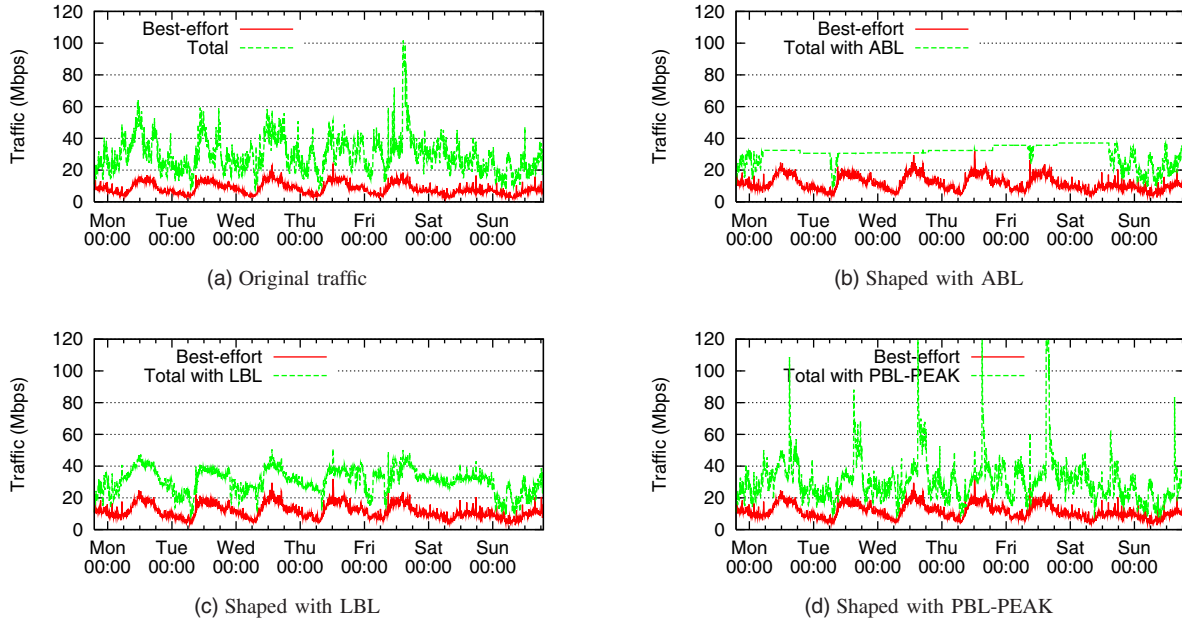 Traffic (Mbps)
120
100
80
60
40
20
0
Best-effort
Total
Mon Tue Wed Thu Fri Sat Sun
00:00 00:00 00:00 00:00 00:00 00:00 00:00
(a) Original traffic
Traffic (Mbps)
120
100
80
60
40
20
0
Best-effort
Total with ABL
Mon Tue Wed Thu Fri Sat Sun
00:00 00:00 00:00 00:00 00:00 00:00 00:00
(b) Shaped with ABL
Traffic (Mbps)
120
100
80
60
40
20
0
Best-effort
Total with LBL
Mon Tue Wed Thu Fri Sat Sun
00:00 00:00 00:00 00:00 00:00 00:00 00:00
(c) Shaped with LBL
Traffic (Mbps)
120
100
80
60
40
20
0
Best-effort
Total with PBL-PEAK
Mon Tue Wed Thu Fri Sat Sun
00:00 00:00 00:00 00:00 00:00 00:00 00:00
(d) Shaped with PBL-PEAK